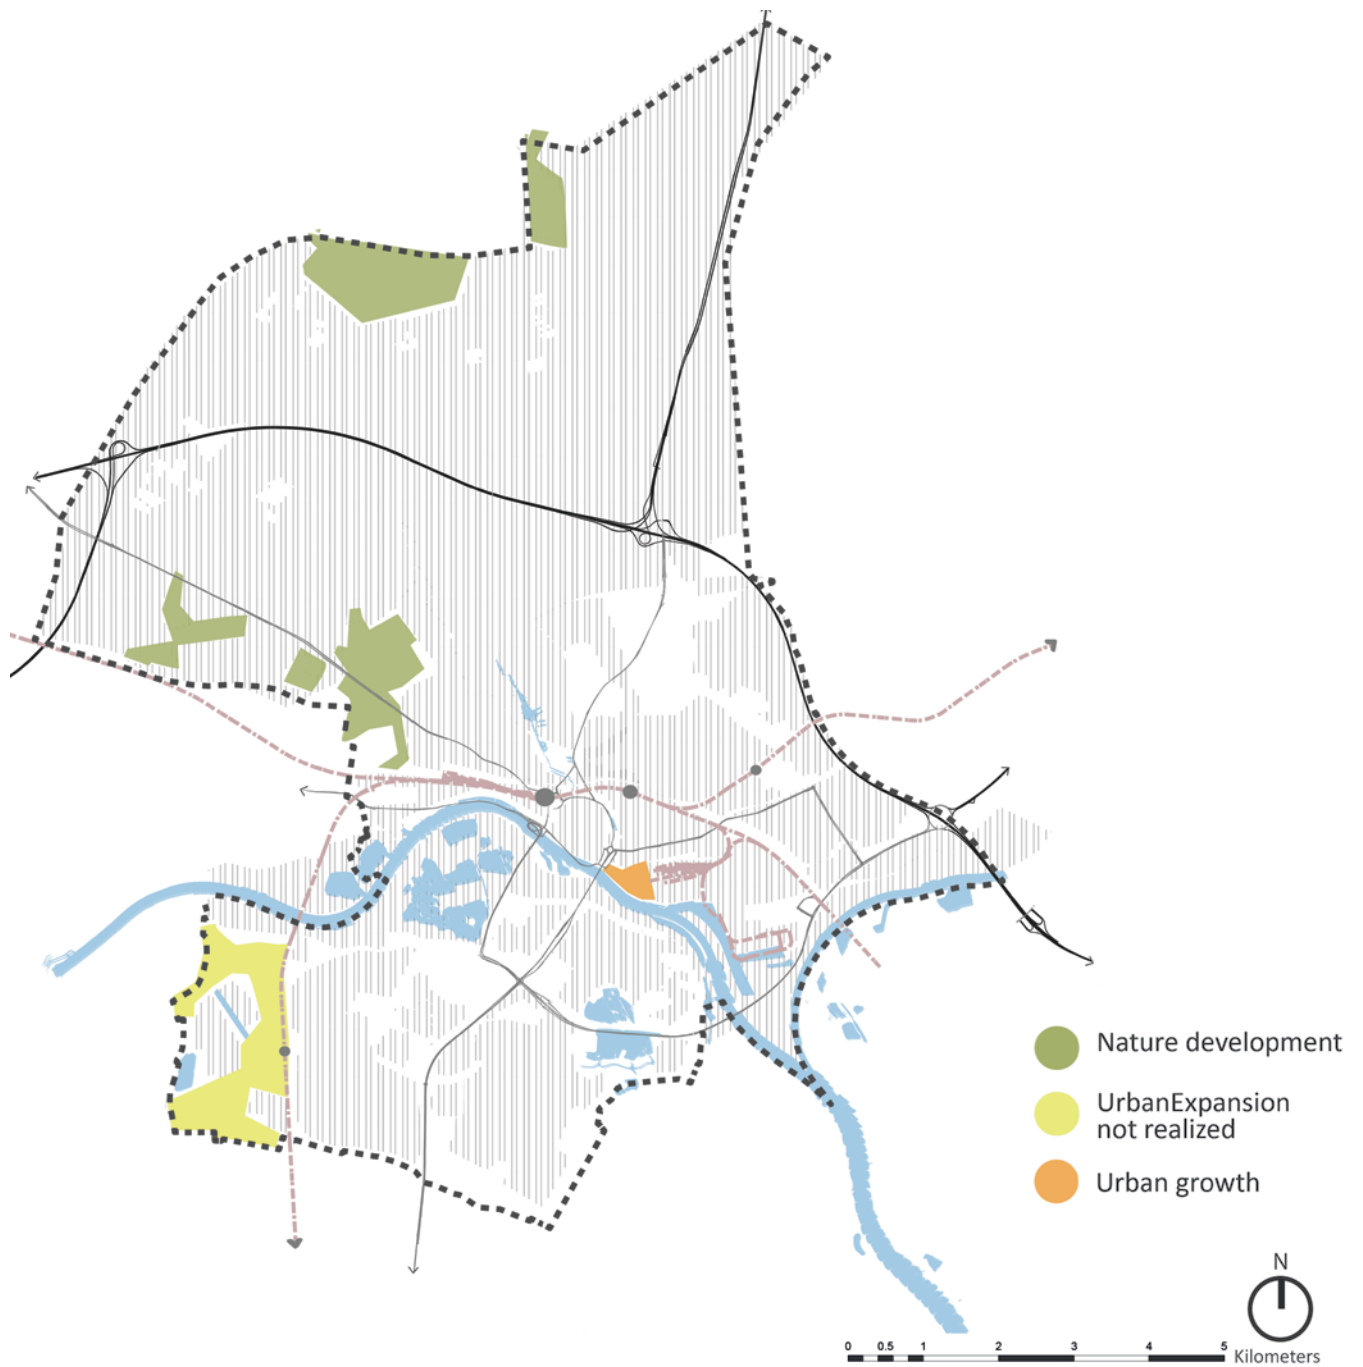 Nature development
UrbanExpansion
not realized
Urban growth
N
0 0.5 1 2 3 4 5
Kilometers